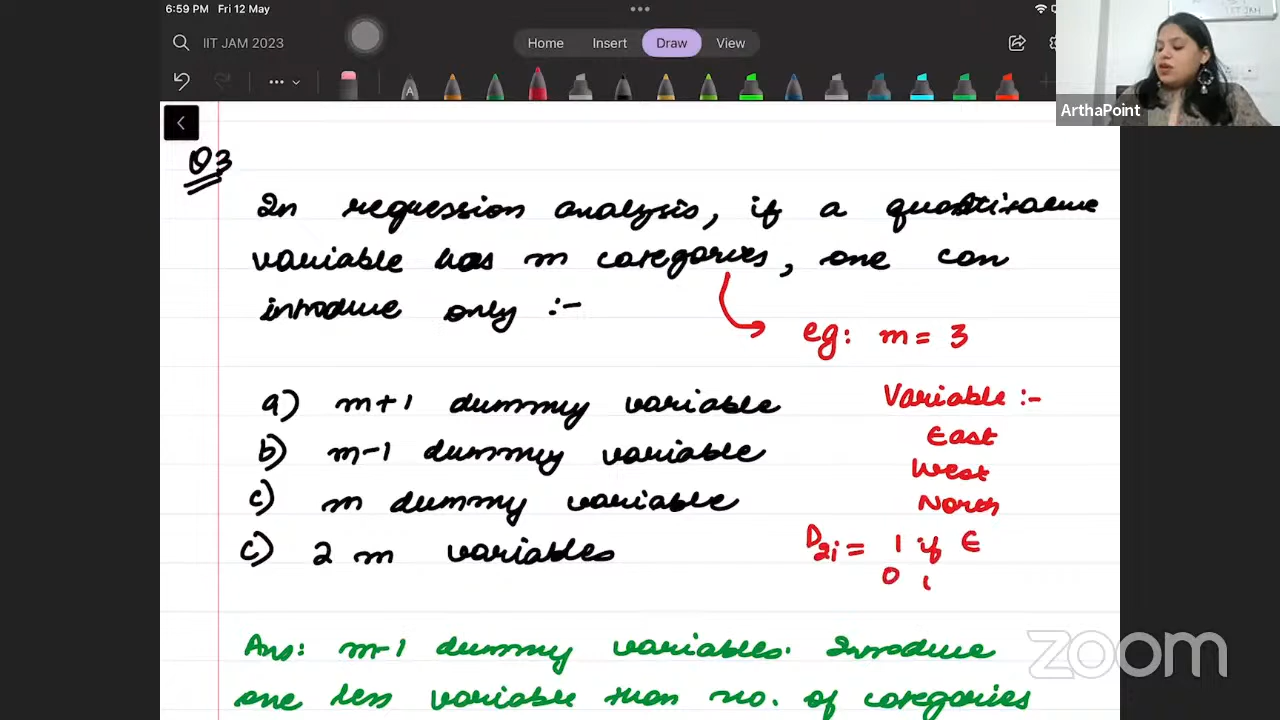 6:59 PM Fri 12 May
IIT JAM 2023
Home Insert Draw View
A
ArthaPoint
Q3
In regression analysis, if a
variable has m categories, one can
introduce only :-
eg: m = 3
a) m+1 dummy variable
b) m-1 dummy variable
c) m dummy variable
c) 2 m variables
Variable :-
East
West
North
D2i = 1 if E
0 i
Ans: m-1 dummy variables. Introduce
one less variable than no. of categories
zoom